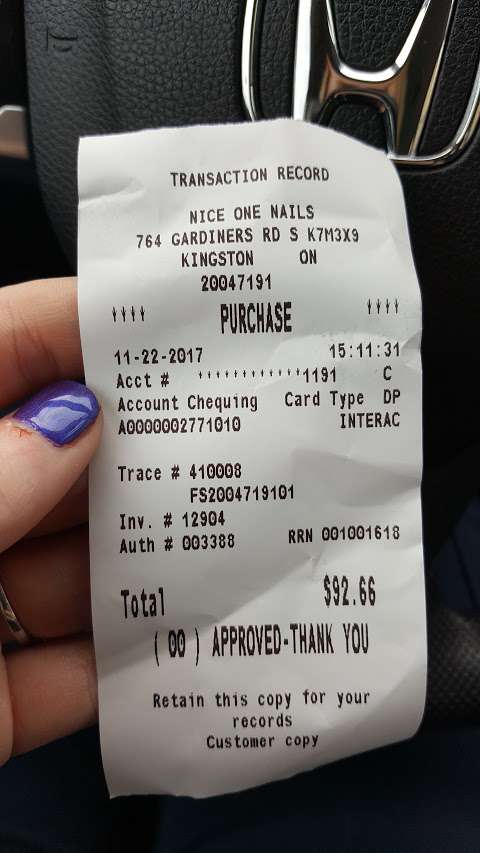 TRANSACTION RECORD
NICE ONE NAILS
764 GARDINERS RD S K7M3X9
KINGSTON ON
20047191
PURCHASE
11-22-2017 15:11:31
Acct # ************1191 C
Account Chequing Card Type DP
A0000002771010 INTERAC
Trace # 410008
FS2004719101
Inv. # 12904
Auth # 003388 RRN 001001618
Total $92.66
( 00 ) APPROVED-THANK YOU
Retain this copy for your
records
Customer copy